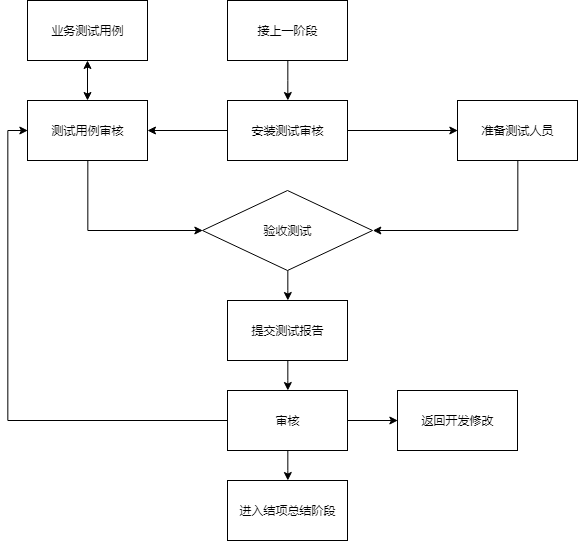 业务测试用例
接上一阶段
测试用例审核
安装测试审核
准备测试人员
验收测试
提交测试报告
审核
返回开发修改
进入结项总结阶段